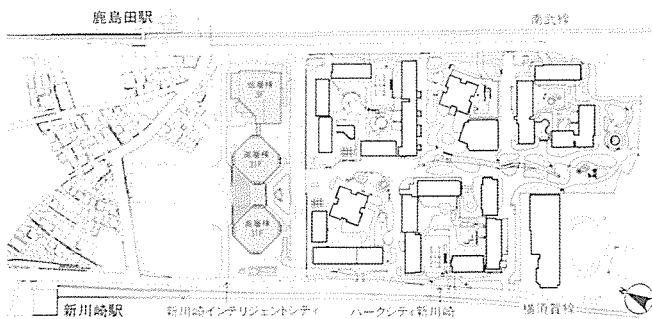 鹿島田駅
南武線
低層棟
3F
高層棟
31F
高層棟
31F
新川崎駅
新川崎インテリジェントシティ
パークシティ新川崎
横須賀線